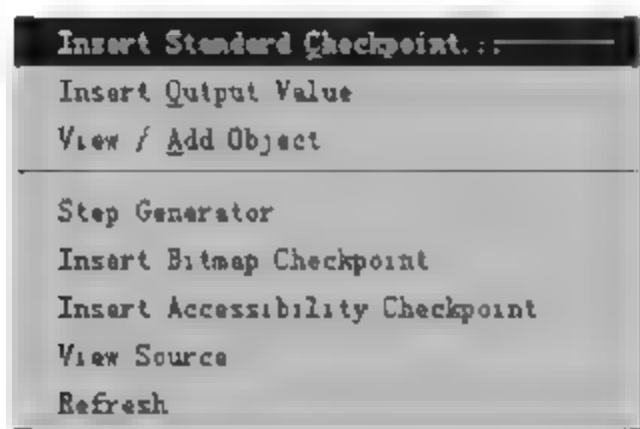 Insert Standard Checkpoint...
Insert Output Value
View / Add Object
Step Generator
Insert Bitmap Checkpoint
Insert Accessibility Checkpoint
View Source
Refresh